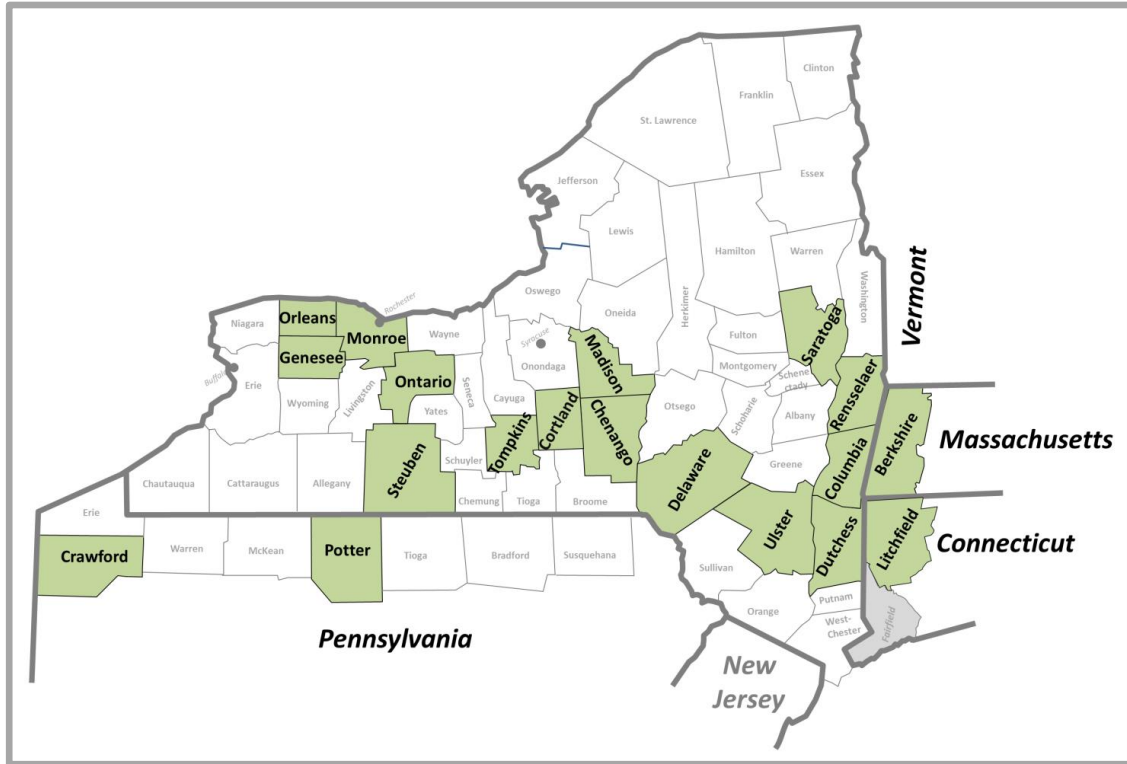 Clinton
Franklin
St. Lawrence
Essex
Jefferson
Lewis
Hamilton
Warren
Washington
Vermont
Herkimer
Oswego
Oneida
Rochester
Saratoga
Orleans
Niagara
Monroe
Wayne
Syracuse
Madison
Fulton
Genesee
Onondaga
Montgomery
Schene
ctady
Rensselaer
Buffalo
Erie
Ontario
Seneca
Wyoming
Livingston
Yates
Cayuga
Cortland
Chenango
Otsego
Schoharie
Albany
Berkshire
Massachusetts
Tompkins
Columbia
Schuyler
Greene
Chautauqua
Cattaraugus
Allegany
Steuben
Delaware
Chemung
Tioga
Broome
Erie
Ulster
Dutchess
Litchfield
Connecticut
Crawford
Warren
McKean
Potter
Tioga
Bradford
Susquehana
Sullivan
Putnam
Orange
West-
Chester
Fairfield
Pennsylvania
New
Jersey